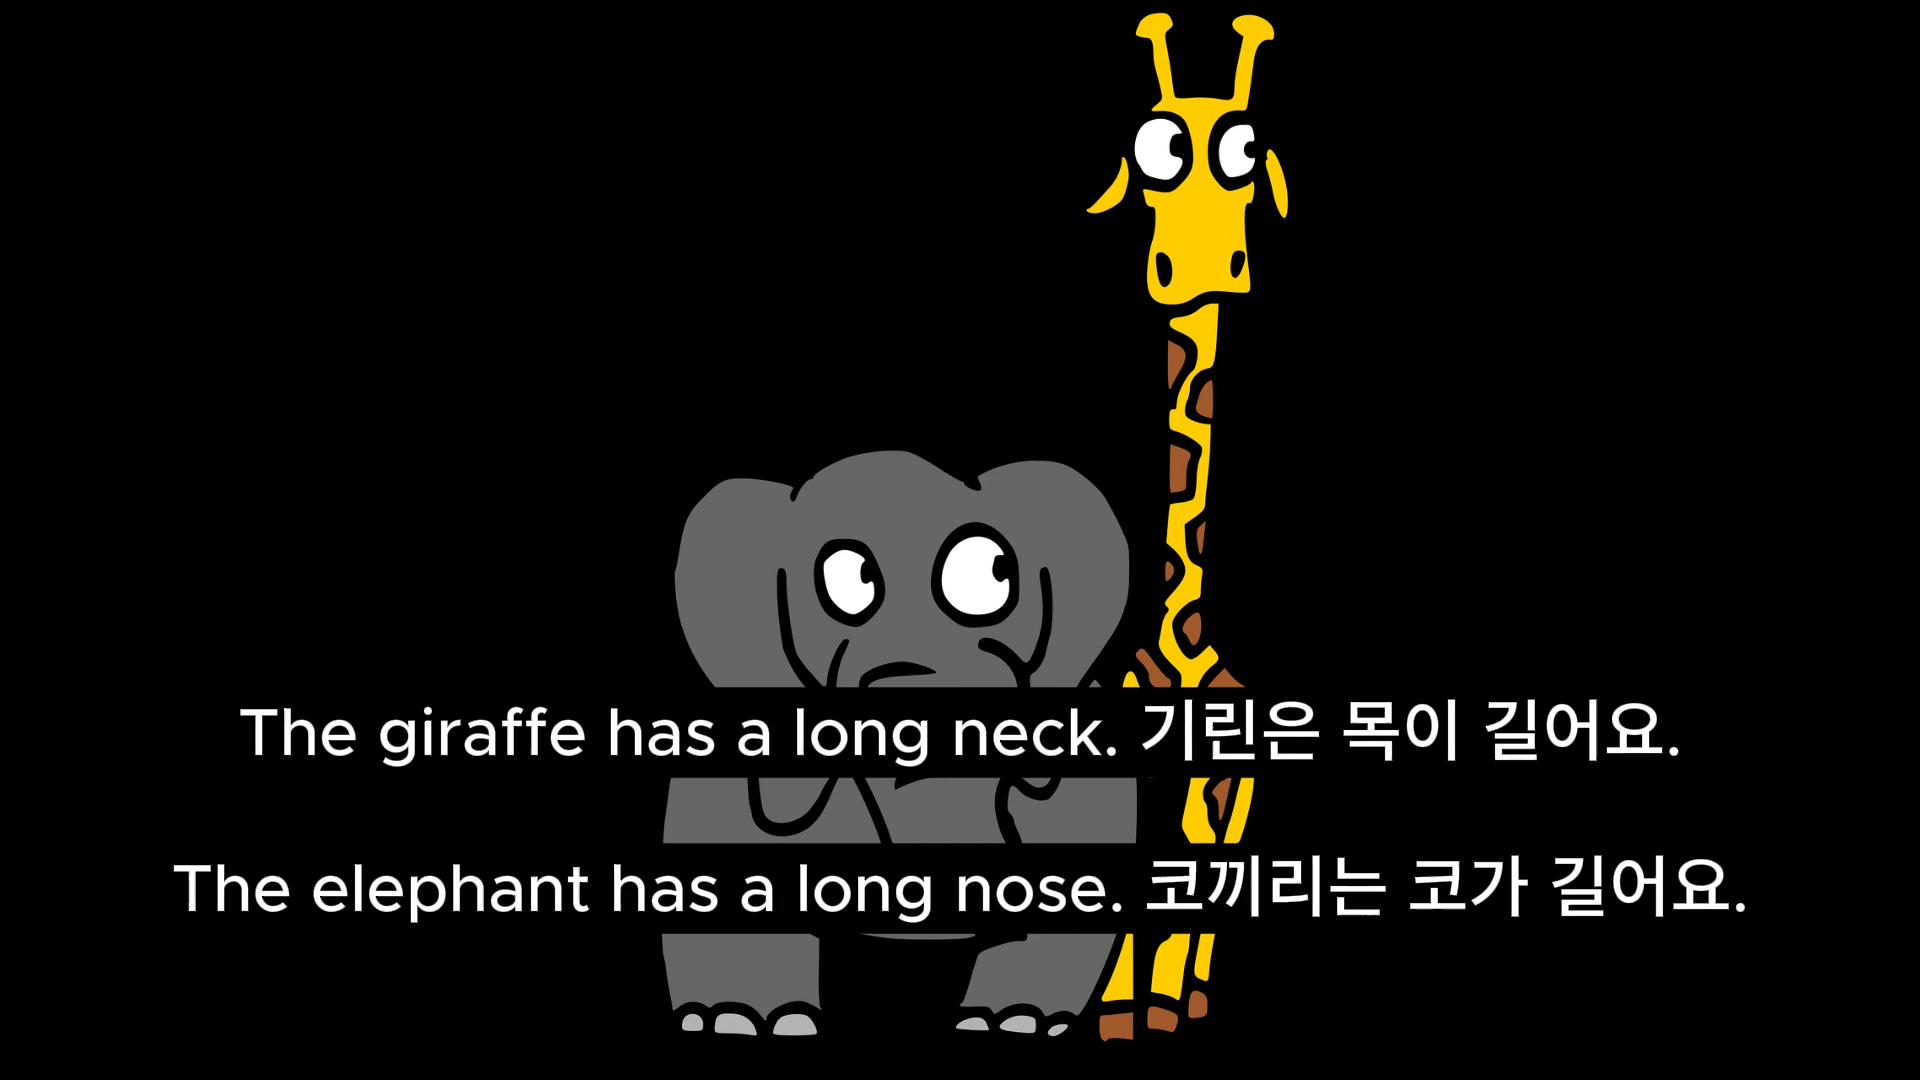 The giraffe has a long neck. 기린은 목이 길어요.
The elephant has a long nose. 코끼리는 코가 길어요.